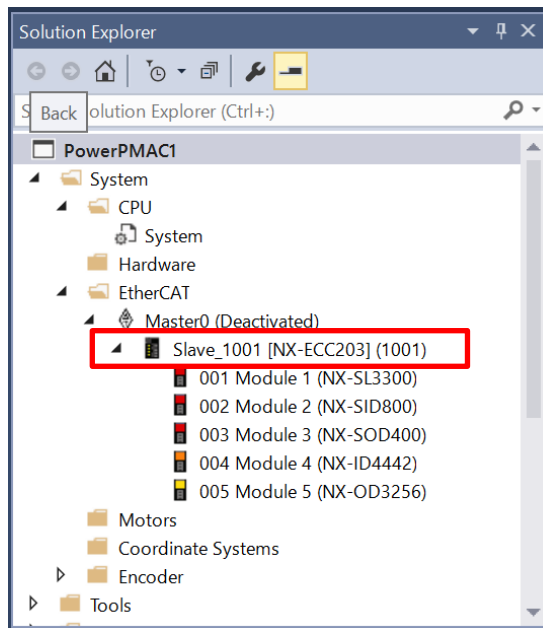 Solution Explorer
S
Back
olution Explorer (Ctrl+:)
PowerPMAC1
System
CPU
System
Hardware
EtherCAT
Master0 (Deactivated)
Slave_1001 [NX-ECC203] (1001)
001 Module 1 (NX-SL3300)
002 Module 2 (NX-SID800)
003 Module 3 (NX-SOD400)
004 Module 4 (NX-ID4442)
005 Module 5 (NX-OD3256)
Motors
Coordinate Systems
Encoder
Tools